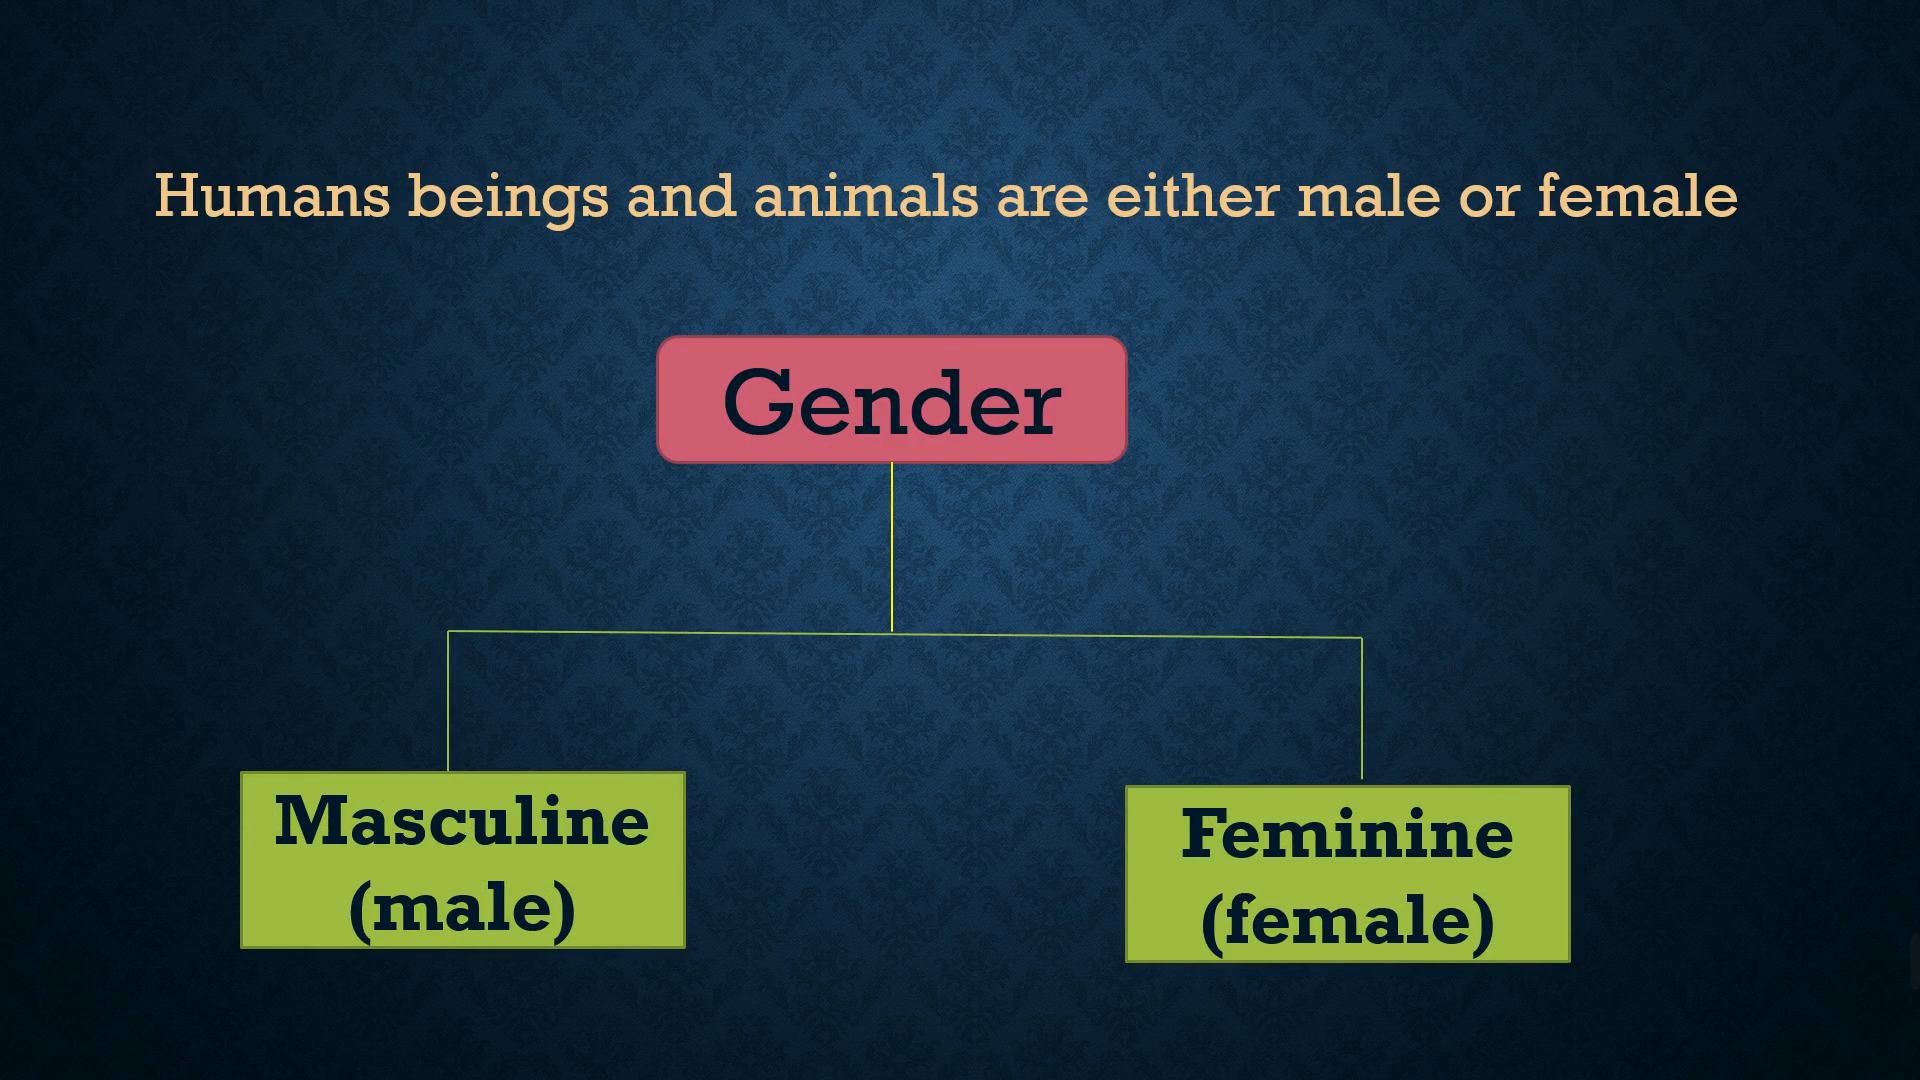 Humans beings and animals are either male or female
Gender
Masculine
(male)
Feminine
(female)